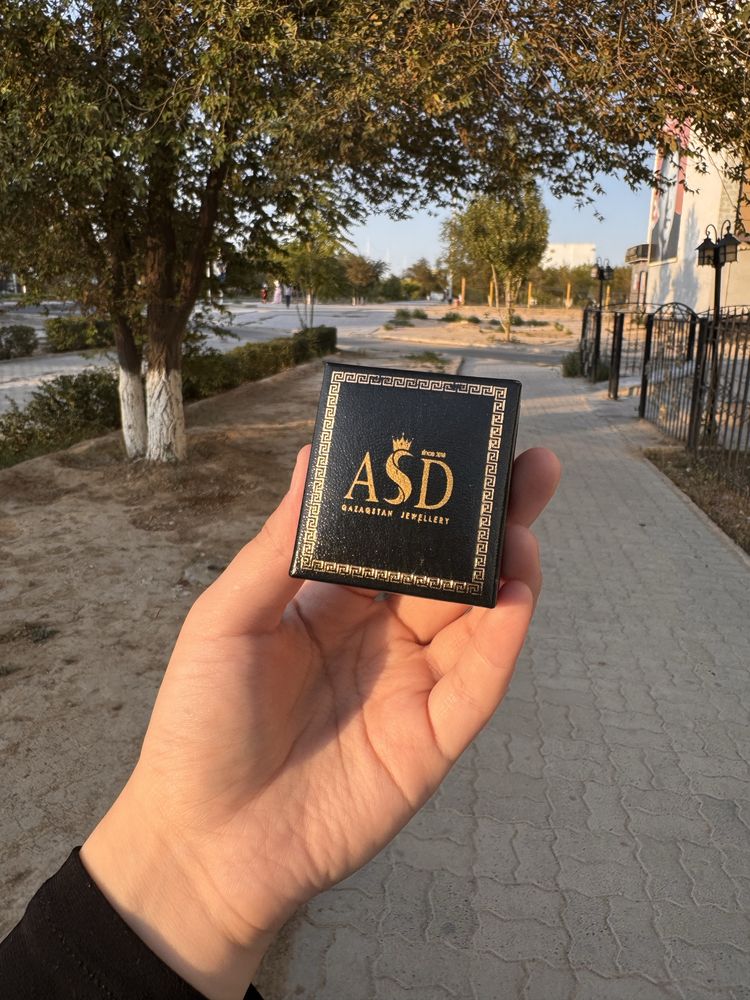 since 2018
ASD
QAZAQSTAN JEWELLERY